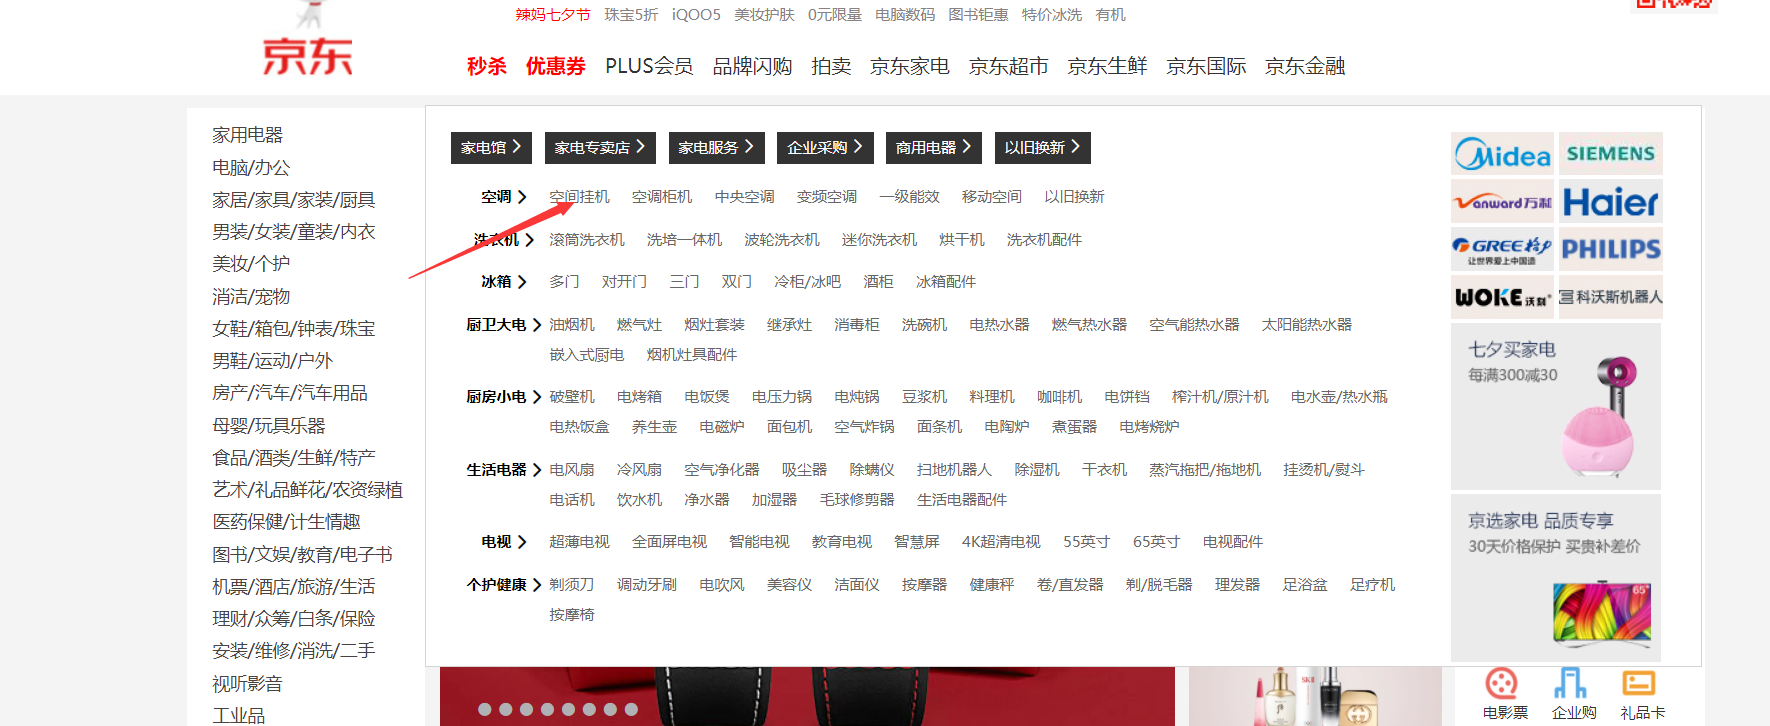 辣妈七夕节 珠宝5折 iQOO5 美妆护肤 0元限量 电脑数码 图书钜惠 特价冰洗 有机
京东
秒杀 优惠券 PLUS会员 品牌闪购 拍卖 京东家电 京东超市 京东生鲜 京东国际 京东金融
家用电器
电脑/办公
家居/家具/家装/厨具
男装/女装/童装/内衣
美妆/个护
消洁/宠物
女鞋/箱包/钟表/珠宝
男鞋/运动/户外
房产/汽车/汽车用品
母婴/玩具乐器
食品/酒类/生鲜/特产
艺术/礼品鲜花/农资绿植
医药保健/计生情趣
图书/文娱/教育/电子书
机票/酒店/旅游/生活
理财/众筹/白条/保险
安装/维修/消洗/二手
视听影音
工业品
家电馆 家电专卖店 家电服务 企业采购 商用电器 以旧换新
空调 空间挂机 空调柜机 中央空调 变频空调 一级能效 移动空间 以旧换新
洗衣机 滚筒洗衣机 洗培一体机 波轮洗衣机 迷你洗衣机 烘干机 洗衣机配件
冰箱 多门 对开门 三门 双门 冷柜/冰吧 酒柜 冰箱配件
厨卫大电 油烟机 燃气灶 烟灶套装 继承灶 消毒柜 洗碗机 电热水器 燃气热水器 空气能热水器 太阳能热水器
嵌入式厨电 烟机灶具配件
厨房小电 破壁机 电烤箱 电饭煲 电压力锅 电炖锅 豆浆机 料理机 咖啡机 电饼铛 榨汁机/原汁机 电水壶/热水瓶
电热饭盒 养生壶 电磁炉 面包机 空气炸锅 面条机 电陶炉 煮蛋器 电烤烧炉
生活电器 电风扇 冷风扇 空气净化器 吸尘器 除螨仪 扫地机器人 除湿机 干衣机 蒸汽拖把/拖地机 挂烫机/熨斗
电话机 饮水机 净水器 加湿器 毛球修剪器 生活电器配件
电视 超薄电视 全面屏电视 智能电视 教育电视 智慧屏 4K超清电视 55英寸 65英寸 电视配件
个护健康 剃须刀 调动牙刷 电吹风 美容仪 洁面仪 按摩器 健康秤 卷/直发器 剃/脱毛器 理发器 足浴盆 足疗机
按摩椅
Midea SIEMENS
Vanward万和 Haier
GREE格力 PHILIPS
让世界爱上中国造
WOKE 科沃斯机器人
七夕买家电
每满300减30
京选家电 品质专享
30天价格保护 买贵补差价
65"
电影票 企业购 礼品卡